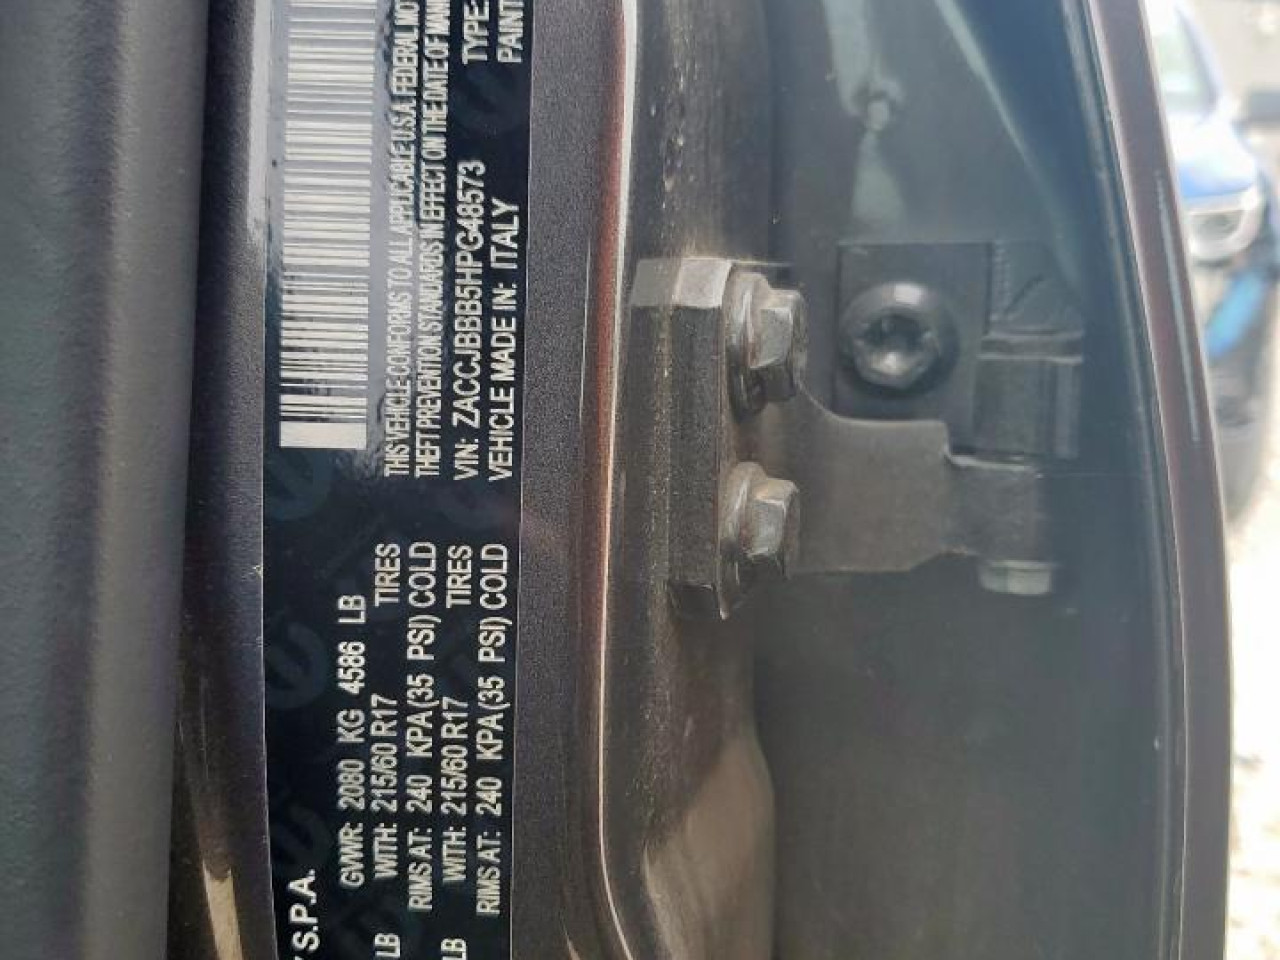 Y S.P.A.
GVWR: 2080 KG 4586 LB
LB WITH: 215/60 R17 TIRES
RIMS AT: 240 KPA(35 PSI) COLD
LB WITH: 215/60 R17 TIRES
RIMS AT: 240 KPA(35 PSI) COLD
THIS VEHICLE CONFORMS TO ALL APPLICABLE U.S.A. FEDERAL MOT
THEFT PREVENTION STANDARDS IN EFFECT ON THE DATE OF MAN
VIN: ZACCJBBB5HPG48573 TYPE:
VEHICLE MADE IN: ITALY PAINT